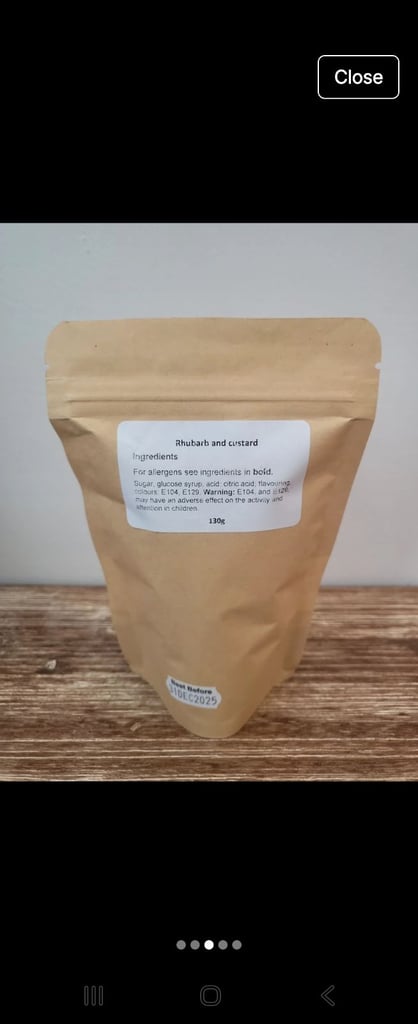 Close
Rhubarb and custard
Ingredients
For allergens see ingredients in bold.
Sugar, glucose syrup, acid: citric acid; flavouring,
colours: E104, E129. Warning: E104, and E129,
may have an adverse effect on the activity and
attention in children.
130g
Best Before
31DEC2025